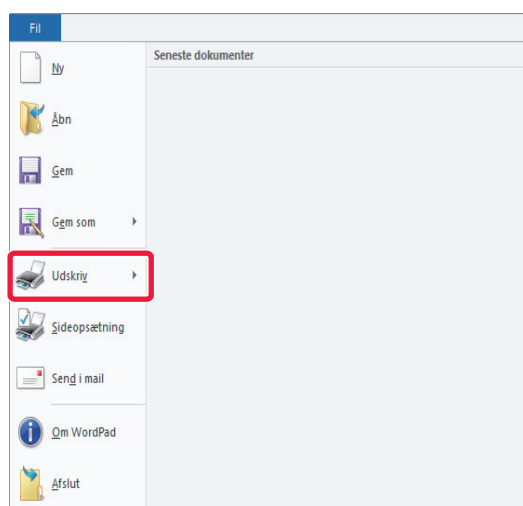 Fil
Seneste dokumenter
Ny
Åbn
Gem
Gem som
Udskriv
Sideopsætning
Send i mail
Om WordPad
Afslut